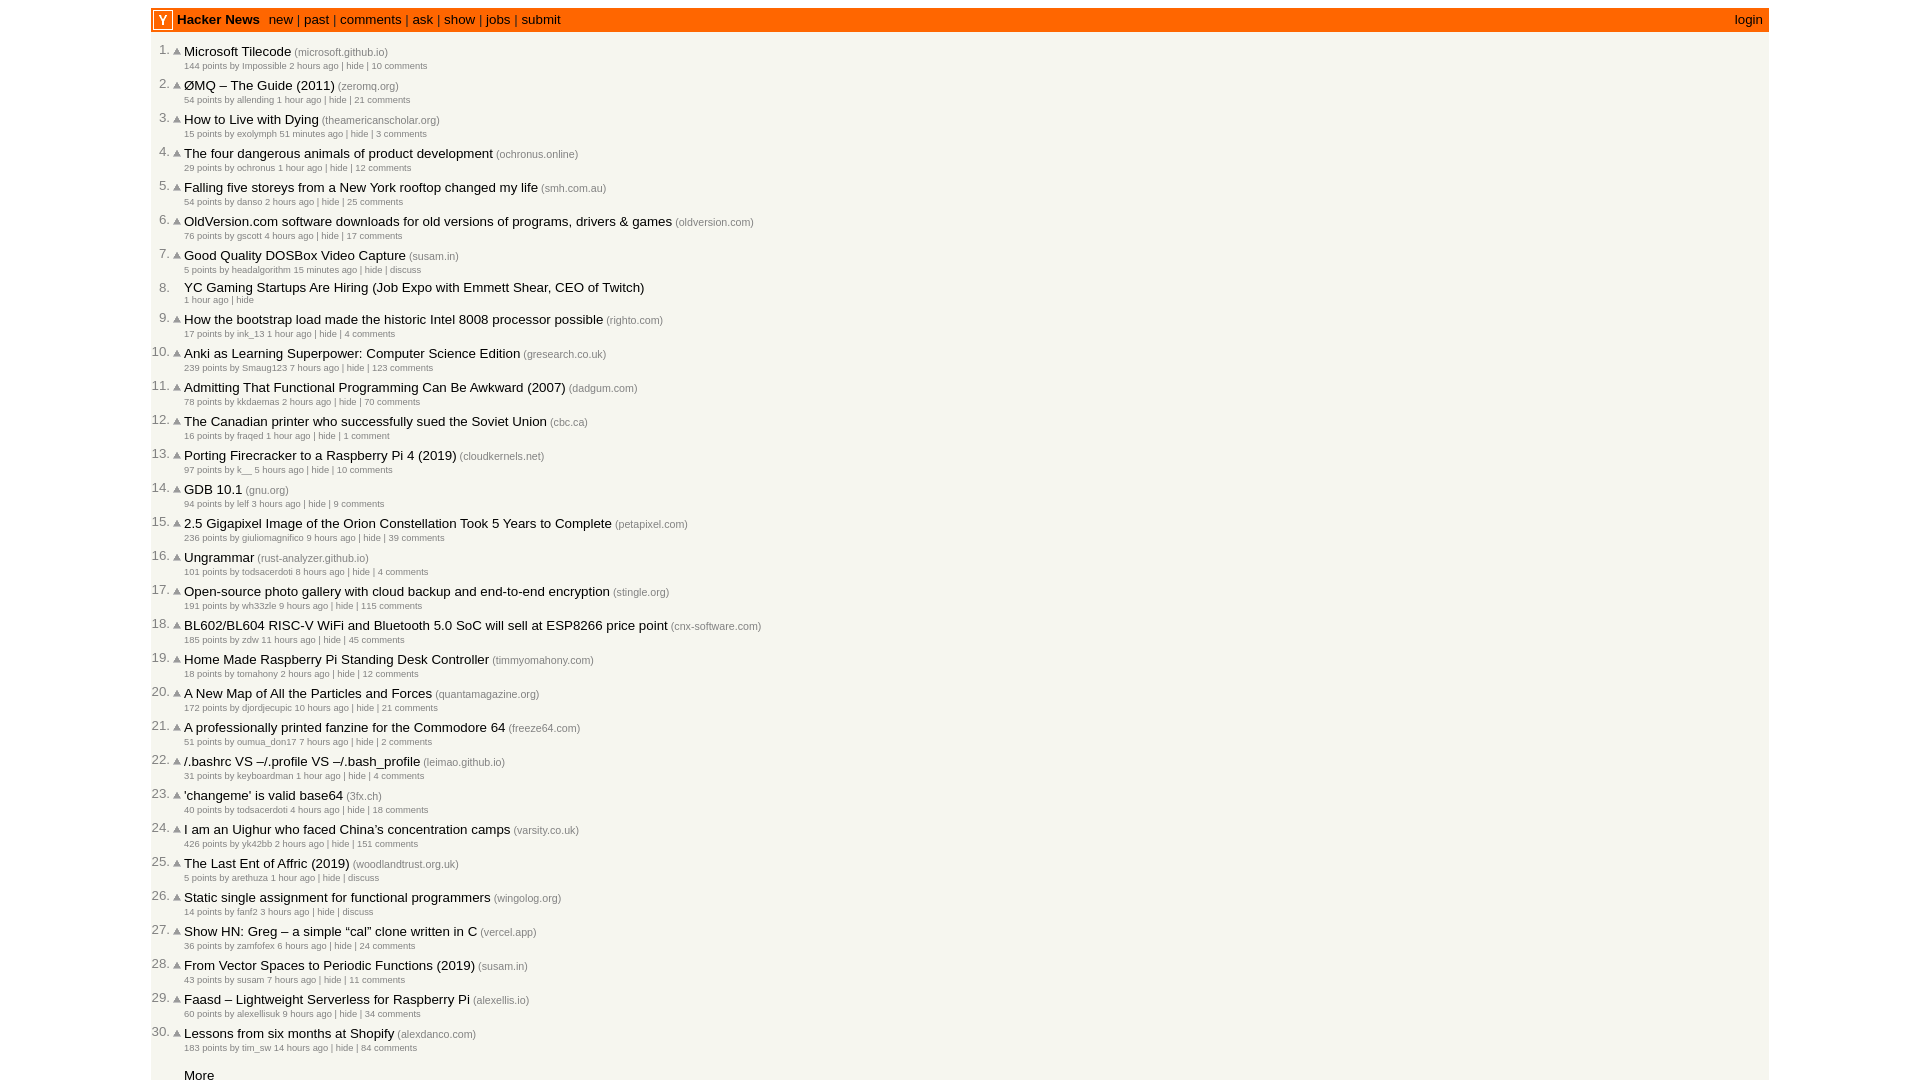 Y Hacker News new | past | comments | ask | show | jobs | submit login
1. Microsoft Tilecode (microsoft.github.io)
144 points by Impossible 2 hours ago | hide | 10 comments
2. ØMQ – The Guide (2011) (zeromq.org)
54 points by allending 1 hour ago | hide | 21 comments
3. How to Live with Dying (theamericanscholar.org)
15 points by exolymph 51 minutes ago | hide | 3 comments
4. The four dangerous animals of product development (ochronus.online)
29 points by ochronus 1 hour ago | hide | 12 comments
5. Falling five storeys from a New York rooftop changed my life (smh.com.au)
54 points by danso 2 hours ago | hide | 25 comments
6. OldVersion.com software downloads for old versions of programs, drivers & games (oldversion.com)
76 points by gscott 4 hours ago | hide | 17 comments
7. Good Quality DOSBox Video Capture (susam.in)
5 points by headalgorithm 15 minutes ago | hide | discuss
8. YC Gaming Startups Are Hiring (Job Expo with Emmett Shear, CEO of Twitch)
1 hour ago | hide
9. How the bootstrap load made the historic Intel 8008 processor possible (righto.com)
17 points by ink_13 1 hour ago | hide | 4 comments
10. Anki as Learning Superpower: Computer Science Edition (gresearch.co.uk)
239 points by Smaug123 7 hours ago | hide | 123 comments
11. Admitting That Functional Programming Can Be Awkward (2007) (dadgum.com)
78 points by kkdaemas 2 hours ago | hide | 70 comments
12. The Canadian printer who successfully sued the Soviet Union (cbc.ca)
16 points by fraqed 1 hour ago | hide | 1 comment
13. Porting Firecracker to a Raspberry Pi 4 (2019) (cloudkernels.net)
97 points by k__ 5 hours ago | hide | 10 comments
14. GDB 10.1 (gnu.org)
94 points by lelf 3 hours ago | hide | 9 comments
15. 2.5 Gigapixel Image of the Orion Constellation Took 5 Years to Complete (petapixel.com)
236 points by giuliomagnifico 9 hours ago | hide | 39 comments
16. Ungrammar (rust-analyzer.github.io)
101 points by todsacerdoti 8 hours ago | hide | 4 comments
17. Open-source photo gallery with cloud backup and end-to-end encryption (stingle.org)
191 points by wh33zle 9 hours ago | hide | 115 comments
18. BL602/BL604 RISC-V WiFi and Bluetooth 5.0 SoC will sell at ESP8266 price point (cnx-software.com)
185 points by zdw 11 hours ago | hide | 45 comments
19. Home Made Raspberry Pi Standing Desk Controller (timmyomahony.com)
18 points by tomahony 2 hours ago | hide | 12 comments
20. A New Map of All the Particles and Forces (quantamagazine.org)
172 points by djordjecupic 10 hours ago | hide | 21 comments
21. A professionally printed fanzine for the Commodore 64 (freeze64.com)
51 points by oumua_don17 7 hours ago | hide | 2 comments
22. /.bashrc VS –/.profile VS –/.bash_profile (leimao.github.io)
31 points by keyboardman 1 hour ago | hide | 4 comments
23. 'changeme' is valid base64 (3fx.ch)
40 points by todsacerdoti 4 hours ago | hide | 18 comments
24. I am an Uighur who faced China’s concentration camps (varsity.co.uk)
426 points by yk42bb 2 hours ago | hide | 151 comments
25. The Last Ent of Affric (2019) (woodlandtrust.org.uk)
5 points by arethuza 1 hour ago | hide | discuss
26. Static single assignment for functional programmers (wingolog.org)
14 points by fanf2 3 hours ago | hide | discuss
27. Show HN: Greg – a simple “cal” clone written in C (vercel.app)
36 points by zamfofex 6 hours ago | hide | 24 comments
28. From Vector Spaces to Periodic Functions (2019) (susam.in)
43 points by susam 7 hours ago | hide | 11 comments
29. Faasd – Lightweight Serverless for Raspberry Pi (alexellis.io)
60 points by alexellisuk 9 hours ago | hide | 34 comments
30. Lessons from six months at Shopify (alexdanco.com)
183 points by tim_sw 14 hours ago | hide | 84 comments
More